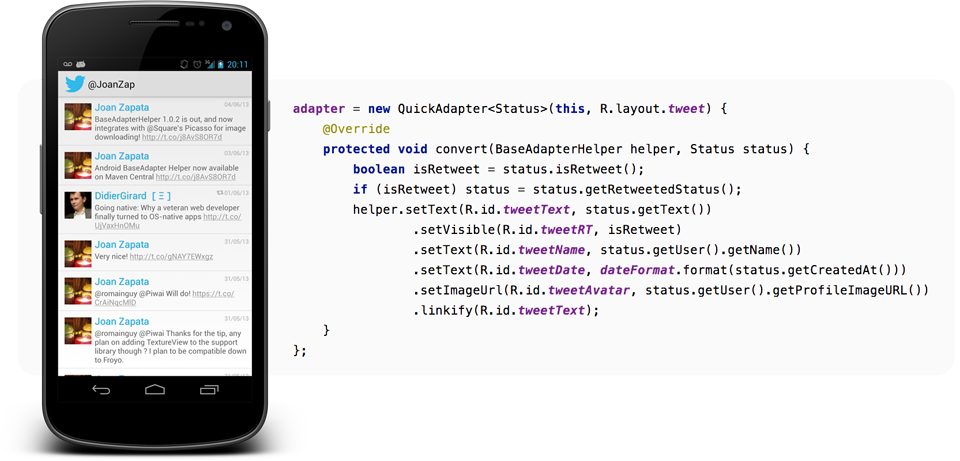 20:11
@JoanZap
Joan Zapata 04/06/13
BaseAdapterHelper 1.0.2 is out, and now
integrates with @Square's Picasso for image
downloading! http://t.co/j8AvS8OR7d
Joan Zapata 03/06/13
Android BaseAdapter Helper now available
on Maven Central http://t.co/j8AvS8OR7d
DidierGirard [ Ξ ] 01/06/13
Going native: Why a veteran web developer
finally turned to OS-native apps http://t.co/
UjVaxHnOMu
Joan Zapata 31/05/13
Very nice! http://t.co/gNAY7EWxgz
Joan Zapata 31/05/13
@romainguy @Piwai Will do! https://t.co/
CrAiNqcMlD
Joan Zapata 31/05/13
@romainguy @Piwai Thanks for the tip, any
plan on adding TextureView to the support
library though ? I plan to be compatible down
to Froyo.
adapter = new QuickAdapter<Status>(this, R.layout.tweet) {
@Override
protected void convert(BaseAdapterHelper helper, Status status) {
boolean isRetweet = status.isRetweet();
if (isRetweet) status = status.getRetweetedStatus();
helper.setText(R.id.tweetText, status.getText())
.setVisible(R.id.tweetRT, isRetweet)
.setText(R.id.tweetName, status.getUser().getName())
.setText(R.id.tweetDate, dateFormat.format(status.getCreatedAt()))
.setImageUrl(R.id.tweetAvatar, status.getUser().getProfileImageURL())
.linkify(R.id.tweetText);
}
};